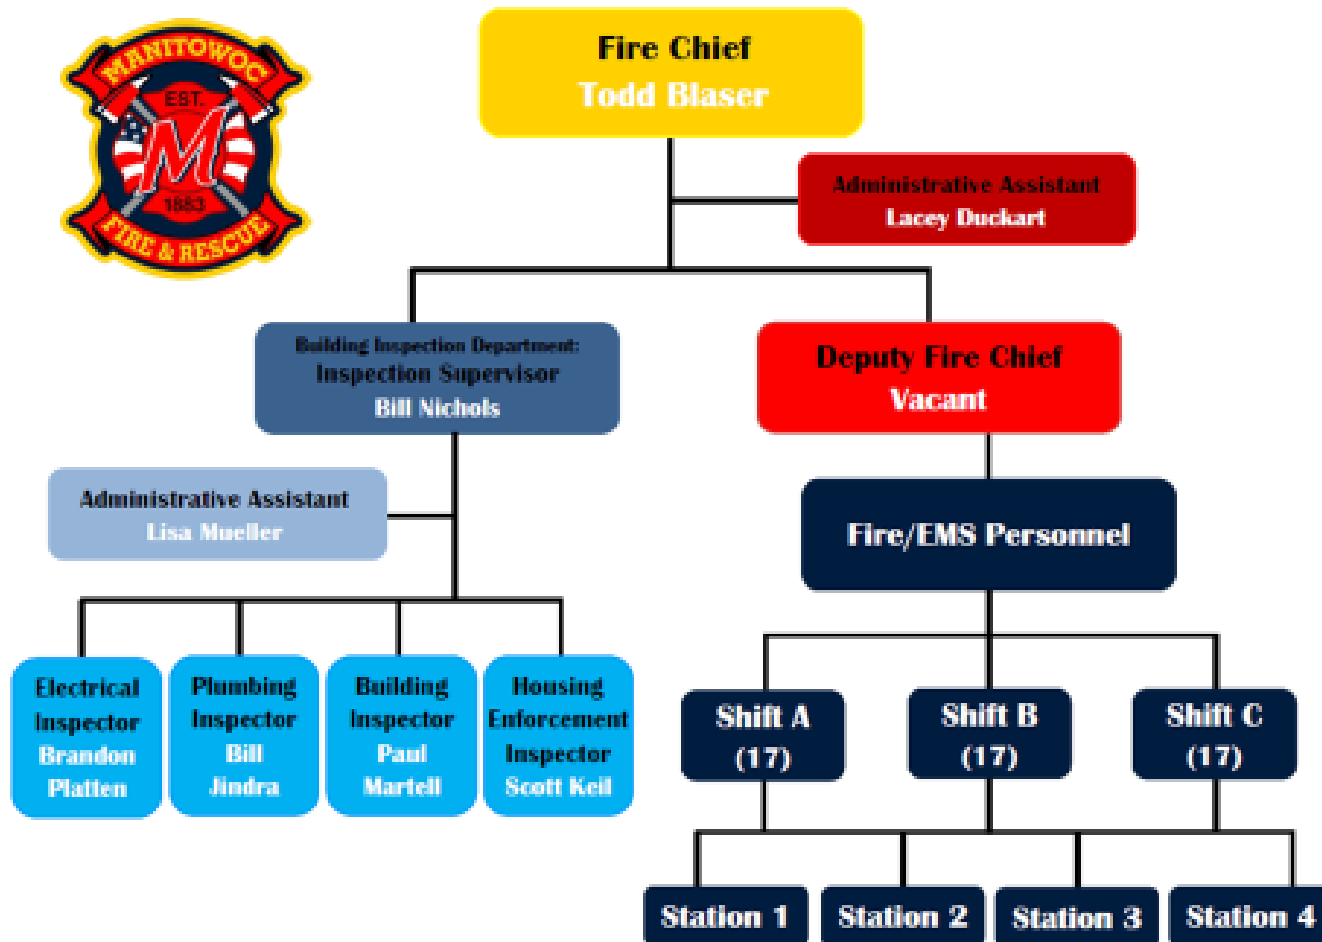 MANITOWOC
EST.
M
1883
FIRE & RESCUE
Fire Chief
Todd Blaser
Administrative Assistant
Lacey Duckart
Building Inspection Department:
Inspection Supervisor
Bill Nichols
Deputy Fire Chief
Vacant
Administrative Assistant
Lisa Mueller
Fire/EMS Personnel
Electrical
Inspector
Brandon
Platten
Plumbing
Inspector
Bill
Jindra
Building
Inspector
Paul
Martell
Housing
Enforcement
Inspector
Scott Keil
Shift A
(17)
Shift B
(17)
Shift C
(17)
Station 1
Station 2
Station 3
Station 4